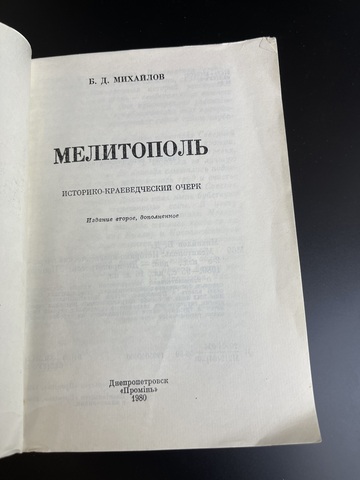 Б. Д. МИХАЙЛОВ
МЕЛИТОПОЛЬ
ИСТОРИКО-КРАЕВЕДЧЕСКИЙ ОЧЕРК
Издание второе, дополненное
Днепропетровск
«Промінь»
1980